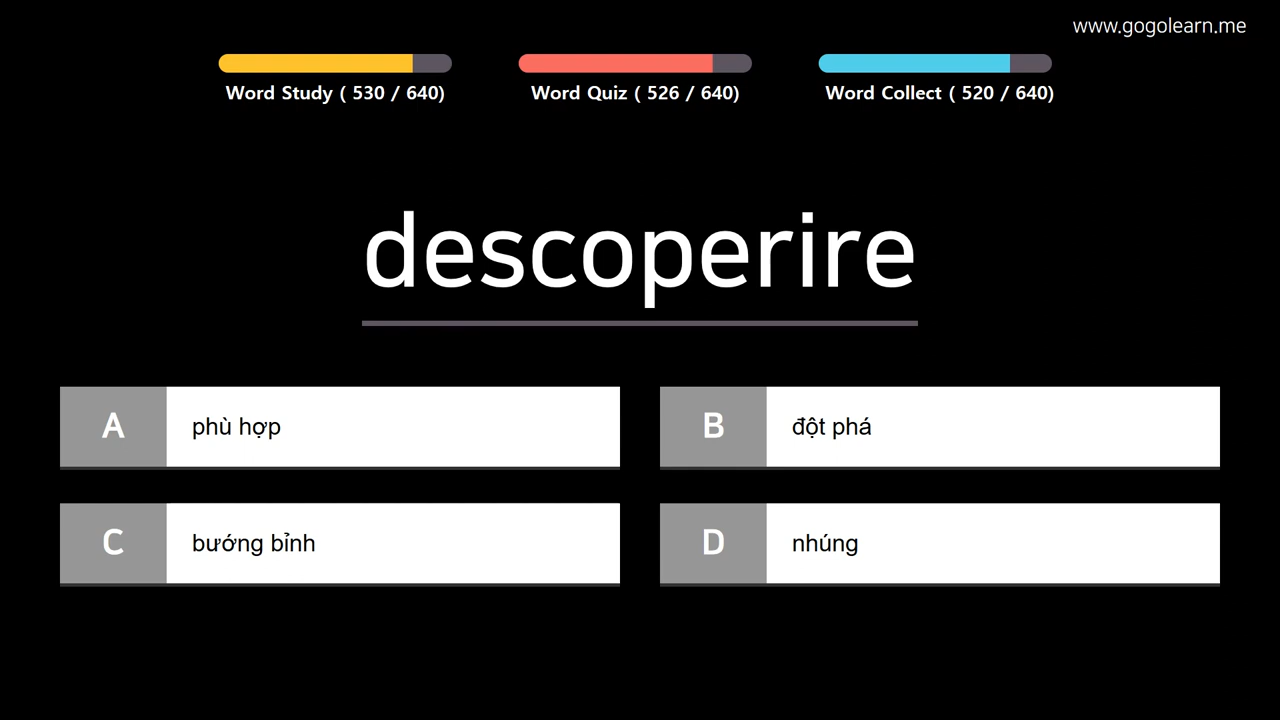 www.gogolearn.me
Word Study ( 530 / 640)
Word Quiz ( 526 / 640)
Word Collect ( 520 / 640)
descoperire
A phù hợp
B đột phá
C bướng bỉnh
D nhúng